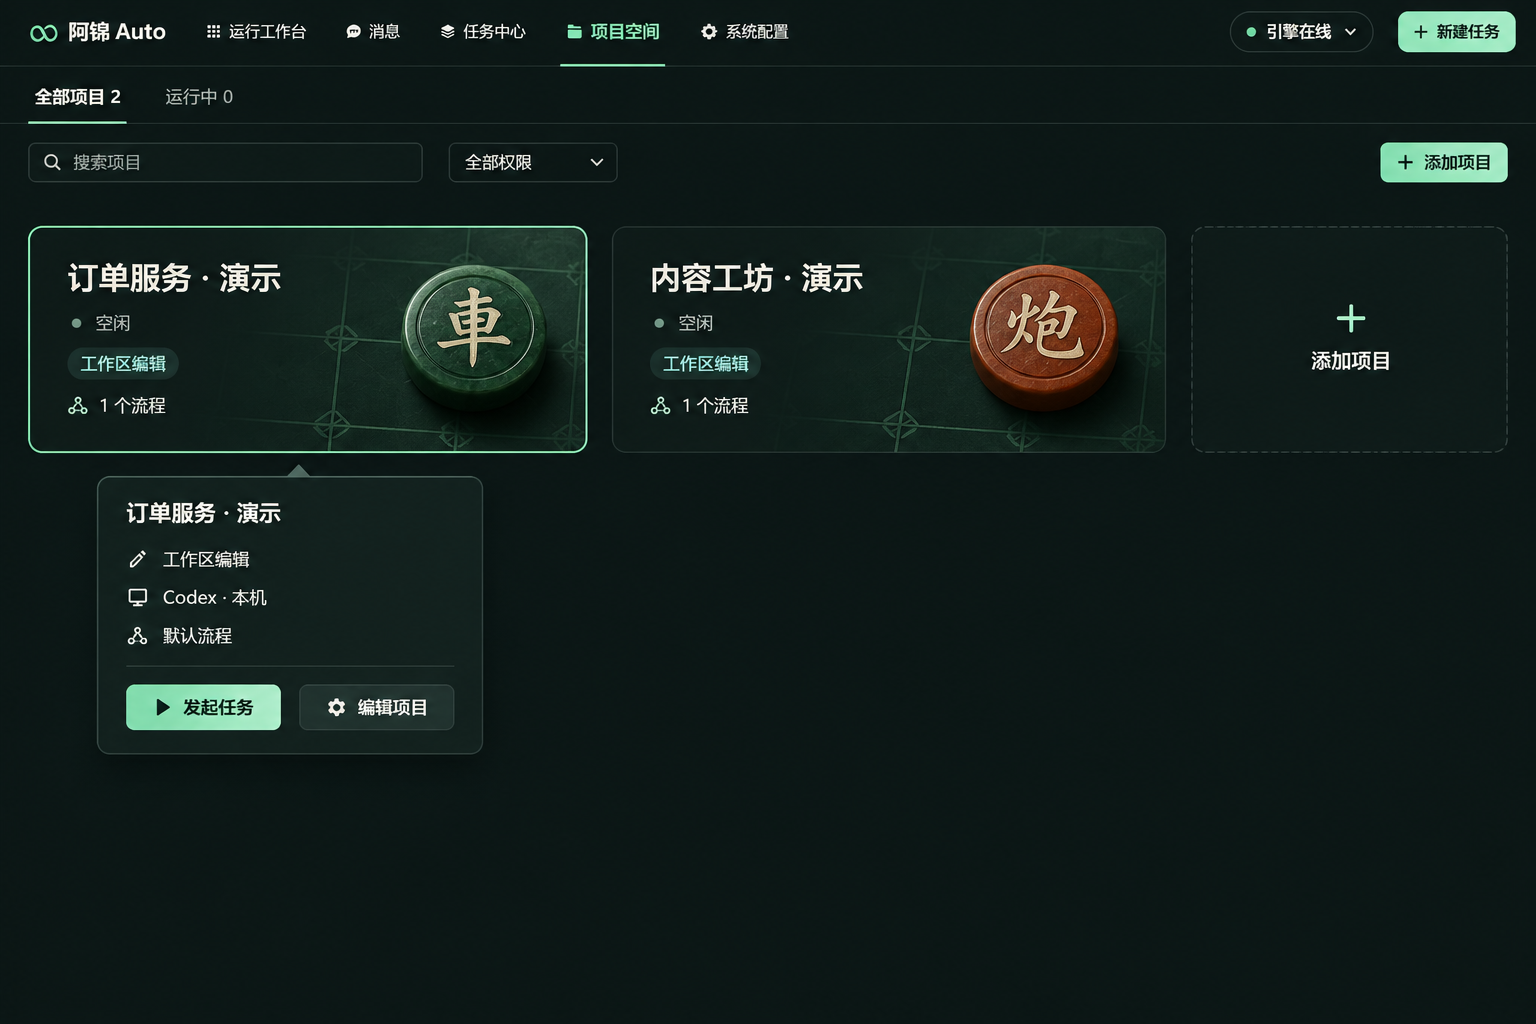 阿锦 Auto
运行工作台
消息
任务中心
项目空间
系统配置
引擎在线
新建任务
全部项目 2
运行中 0
搜索项目
全部权限
添加项目
订单服务 · 演示
空闲
工作区编辑
1 个流程
車
内容工坊 · 演示
空闲
工作区编辑
1 个流程
炮
添加项目
订单服务 · 演示
工作区编辑
Codex · 本机
默认流程
发起任务
编辑项目